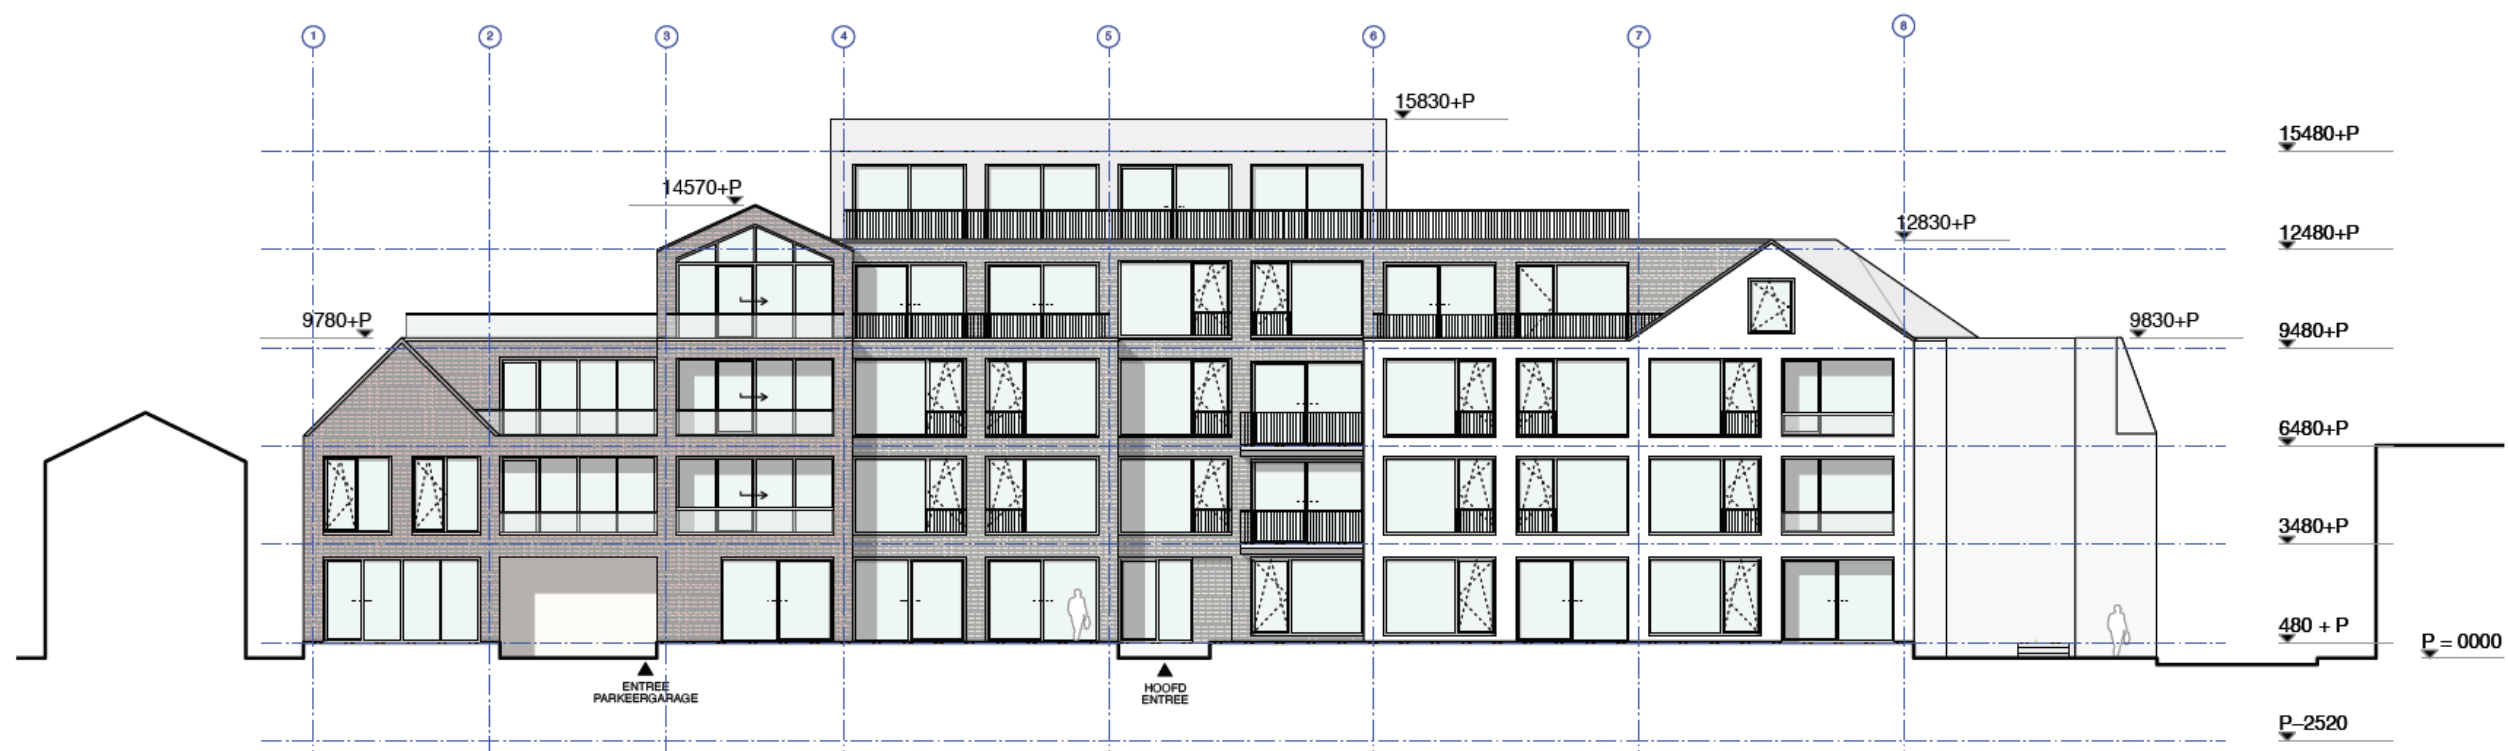 1
2
3
4
5
6
7
8
15830+P
15480+P
14570+P
12830+P
12480+P
9780+P
9830+P
9480+P
6480+P
3480+P
480 + P
P = 0000
ENTREE
PARKEERGARAGE
HOOFD
ENTREE
P–2520